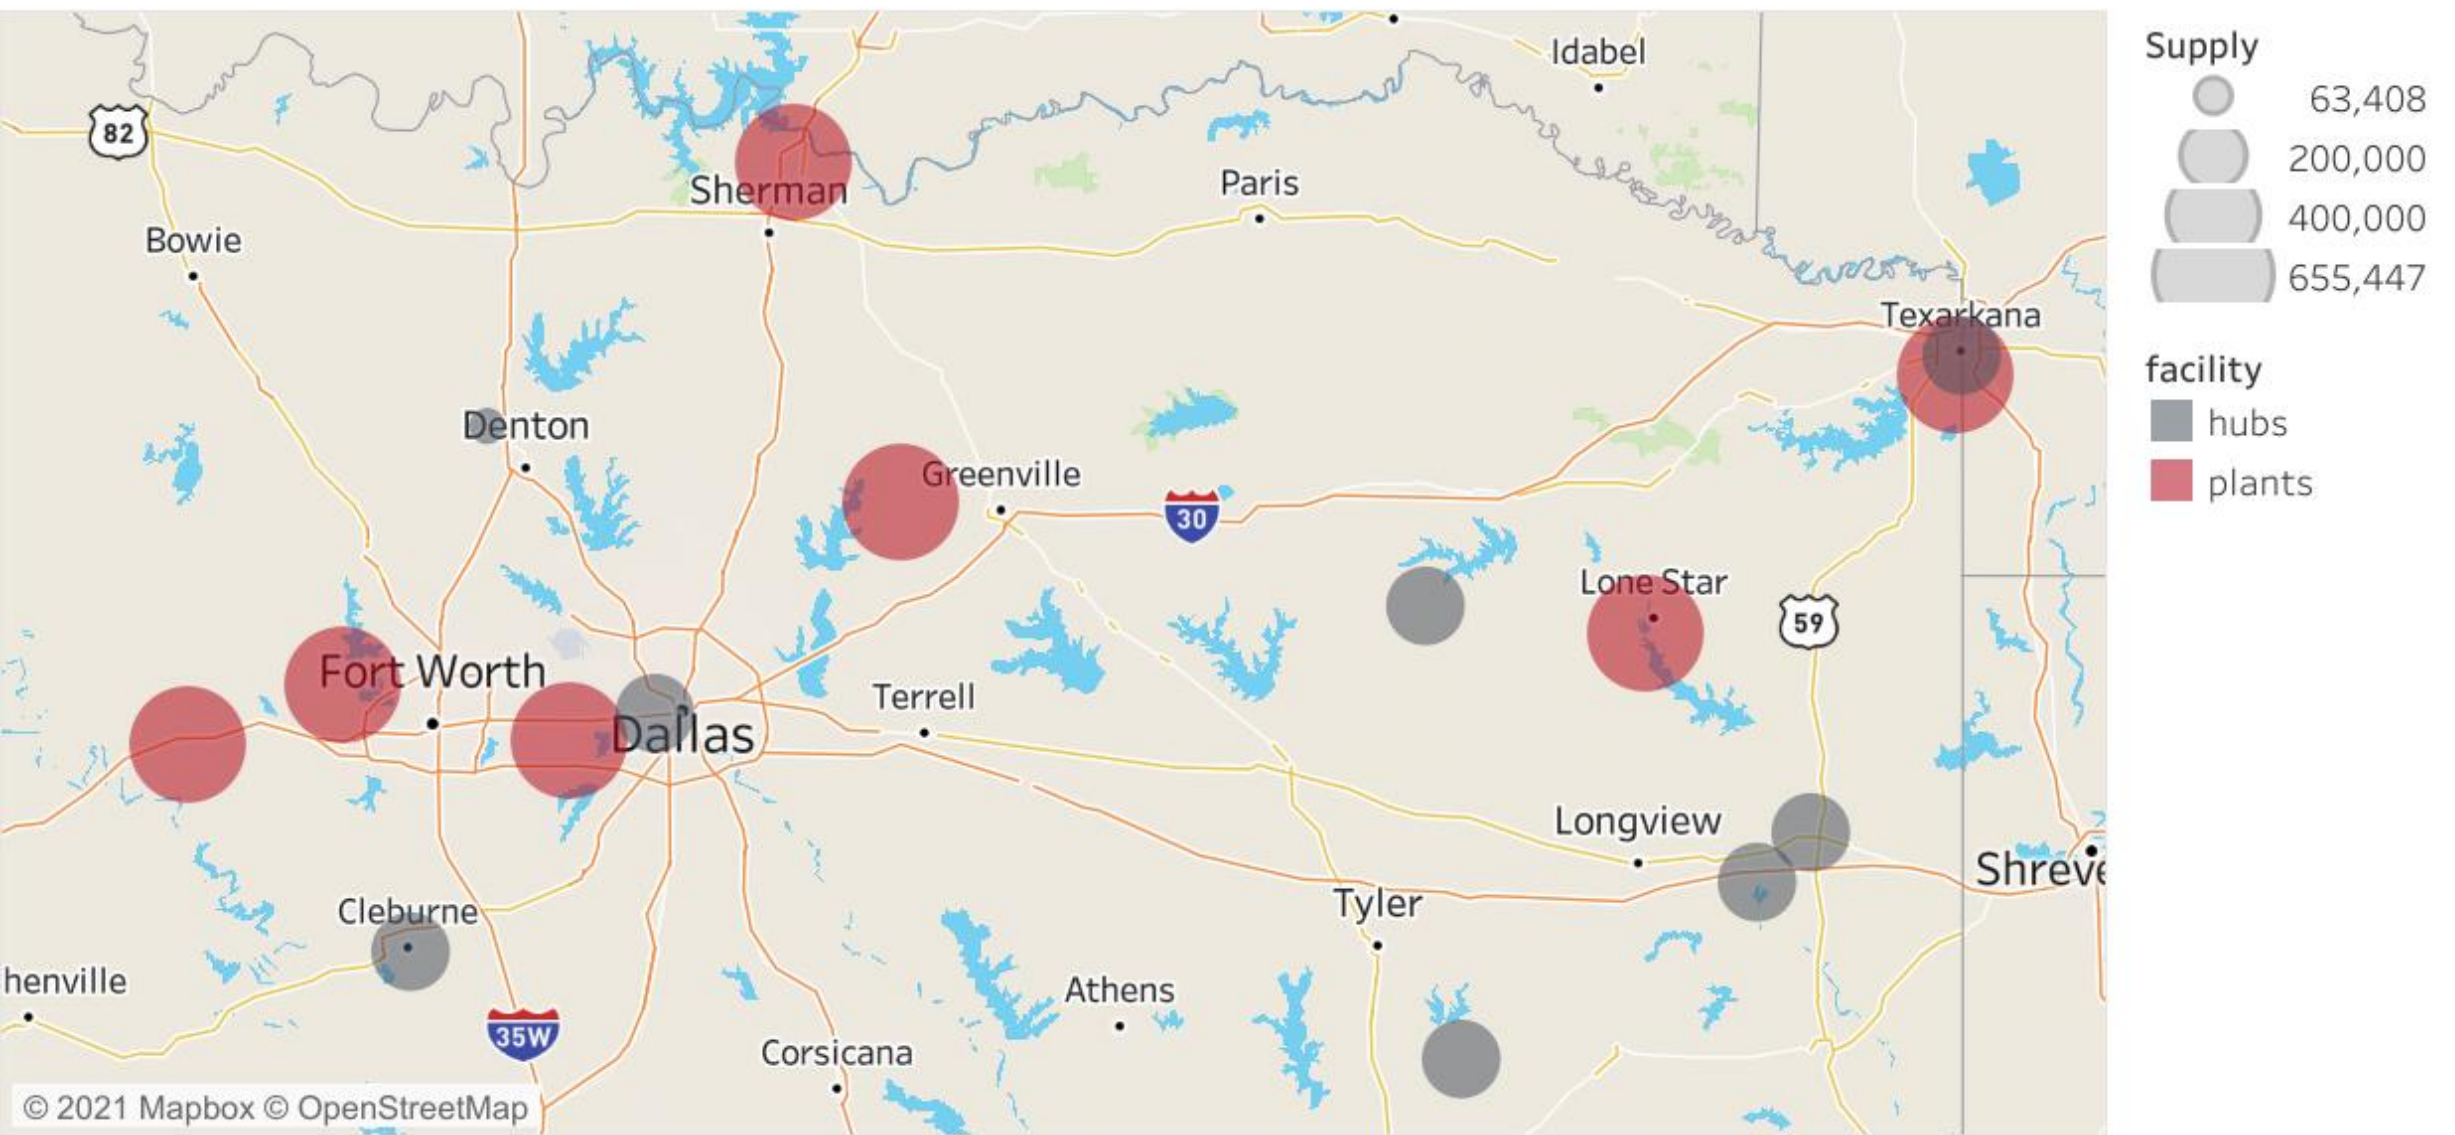 Idabel
82
Sherman
Paris
Bowie
Texarkana
Denton
Greenville
30
Lone Star
59
Fort Worth
Terrell
Dallas
Longview
Shreve
Cleburne
Tyler
henville
Athens
35W
Corsicana
© 2021 Mapbox © OpenStreetMap
Supply
63,408
200,000
400,000
655,447
facility
hubs
plants